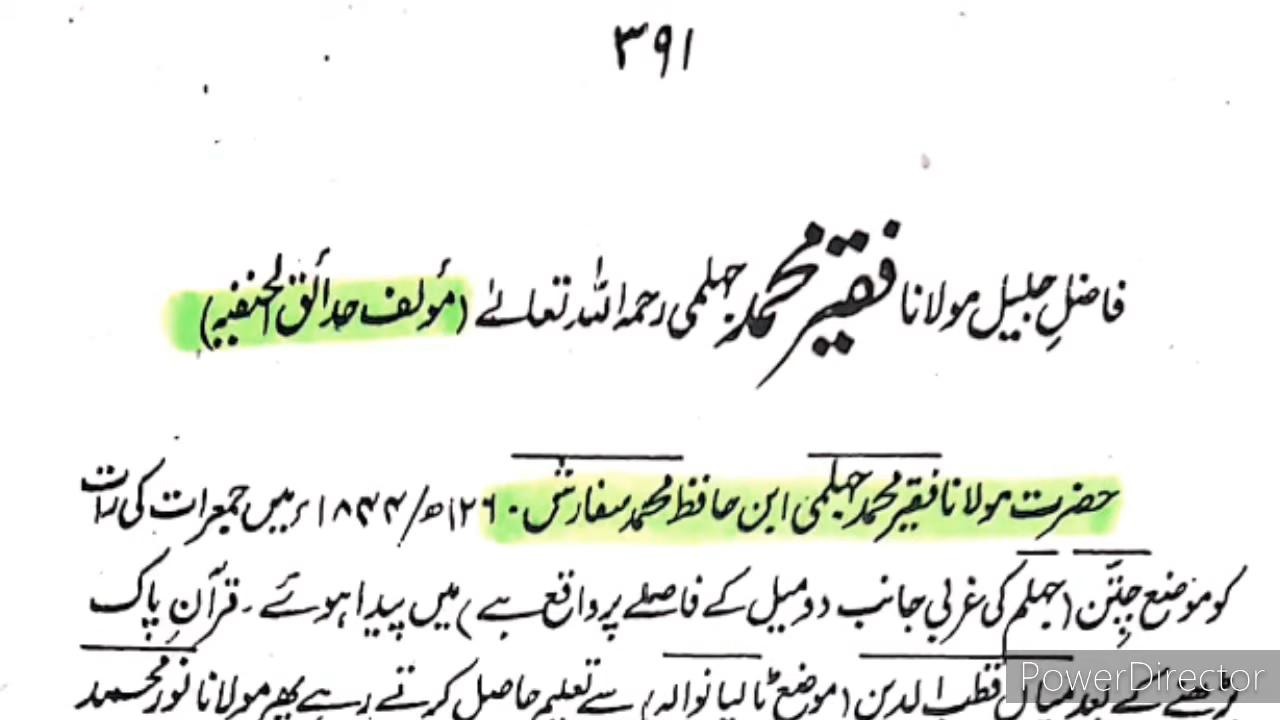 ۳۹۱
فاضلِ جلیل مولانا فقیر محمد جہلمی رحمہ اللہ تعالےٰ (مؤلف حدائق الحنفیہ)
حضرت مولانا فقیر محمد جہلمی ابن حافظ محمد سفارش ۱۲۶۰ھ/۱۸۴۴ء میں جمعرات کی رات
کو موضع چتن (جہلم کی غربی جانب دو میل کے فاصلے پر واقع ہے) میں پیدا ہوئے۔ قرآنِ پاک
پڑھنے کے بعد میاں قطب الدین (موضع ٹالیانوالہ) سے تعلیم حاصل کرتے رہے پھر مولانا نور محمد
PowerDirector